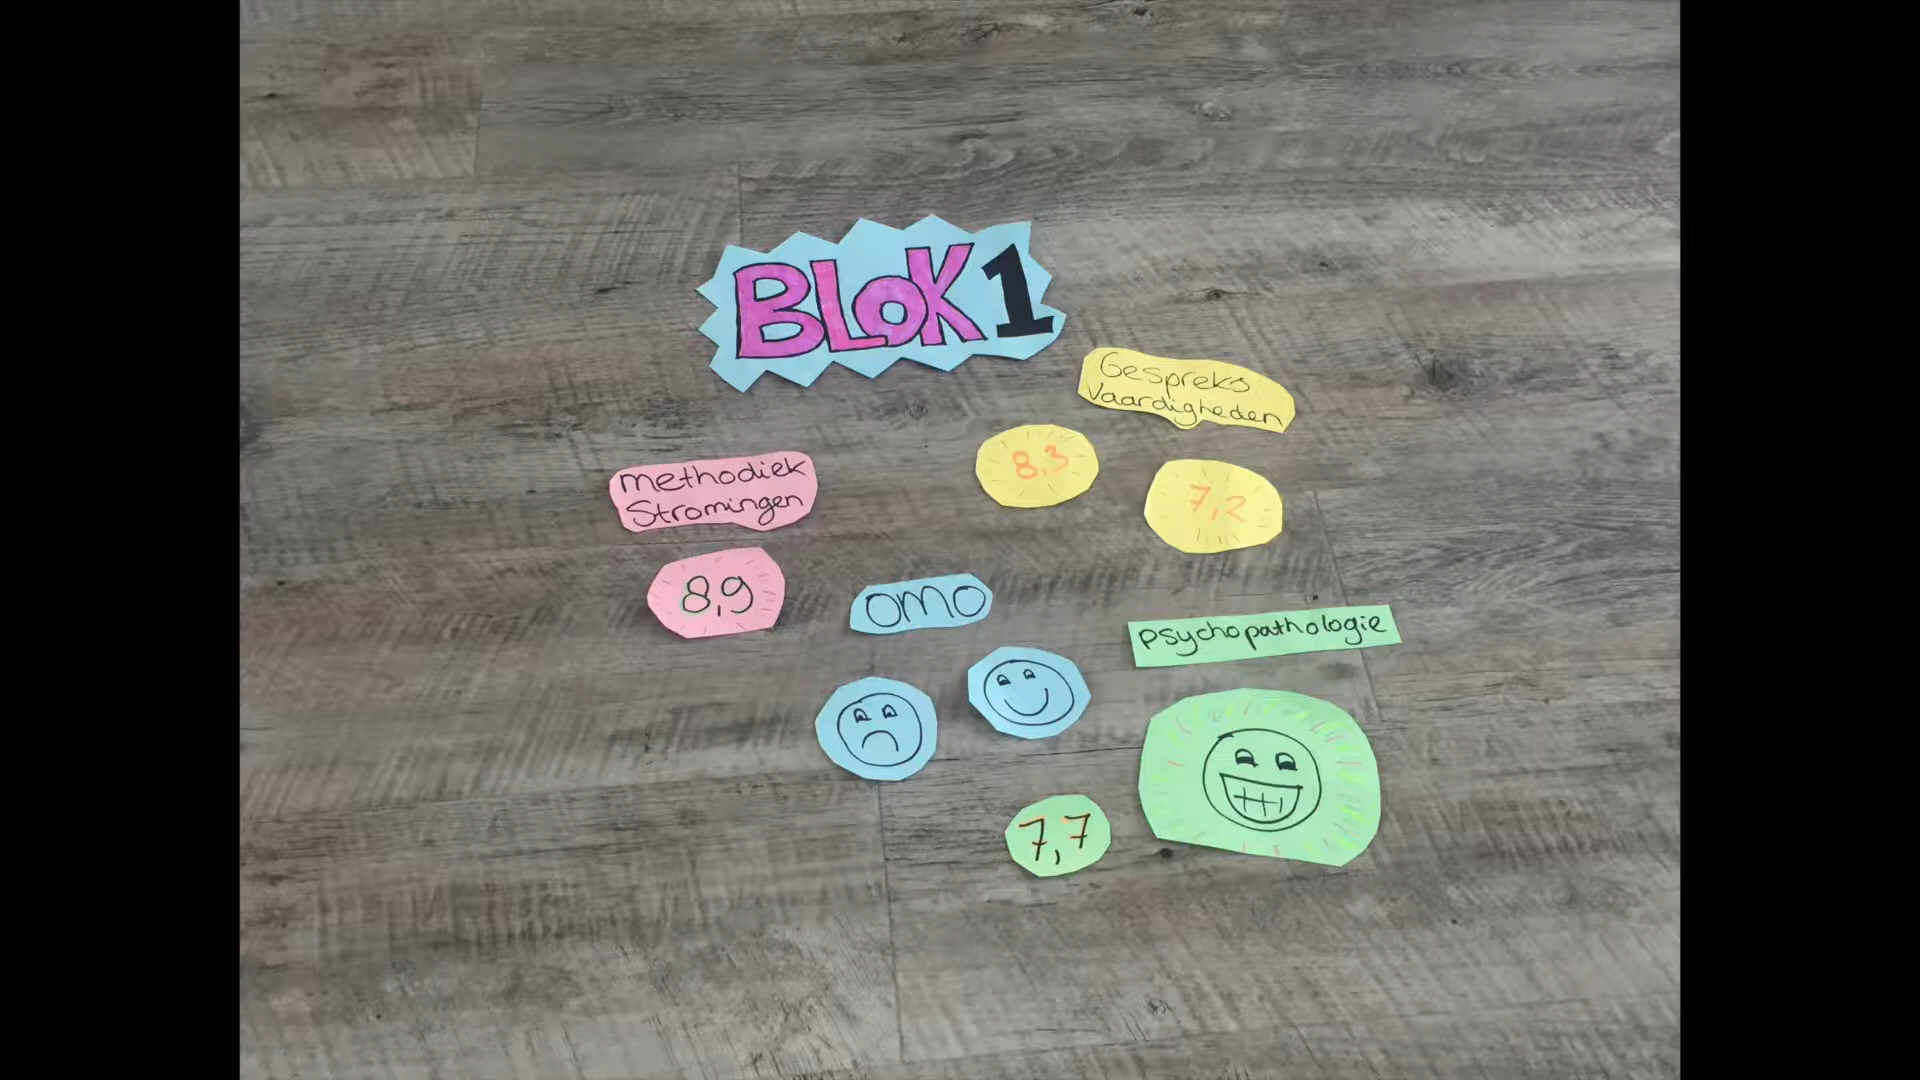 BLOK 1
Gespreks
Vaardigheden
8,3
7,2
methodiek
Stromingen
8,9
OMO
psychopathologie
7,7